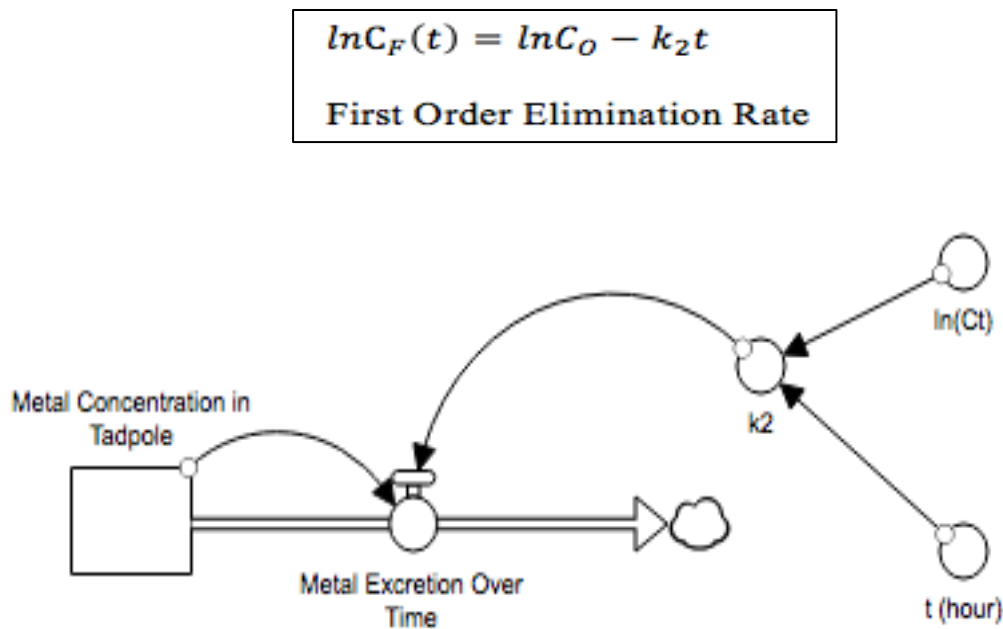 lnC_F(t) = lnC_O − k_2t
First Order Elimination Rate
ln(Ct)
k2
Metal Concentration in
Tadpole
Metal Excretion Over
Time
t (hour)